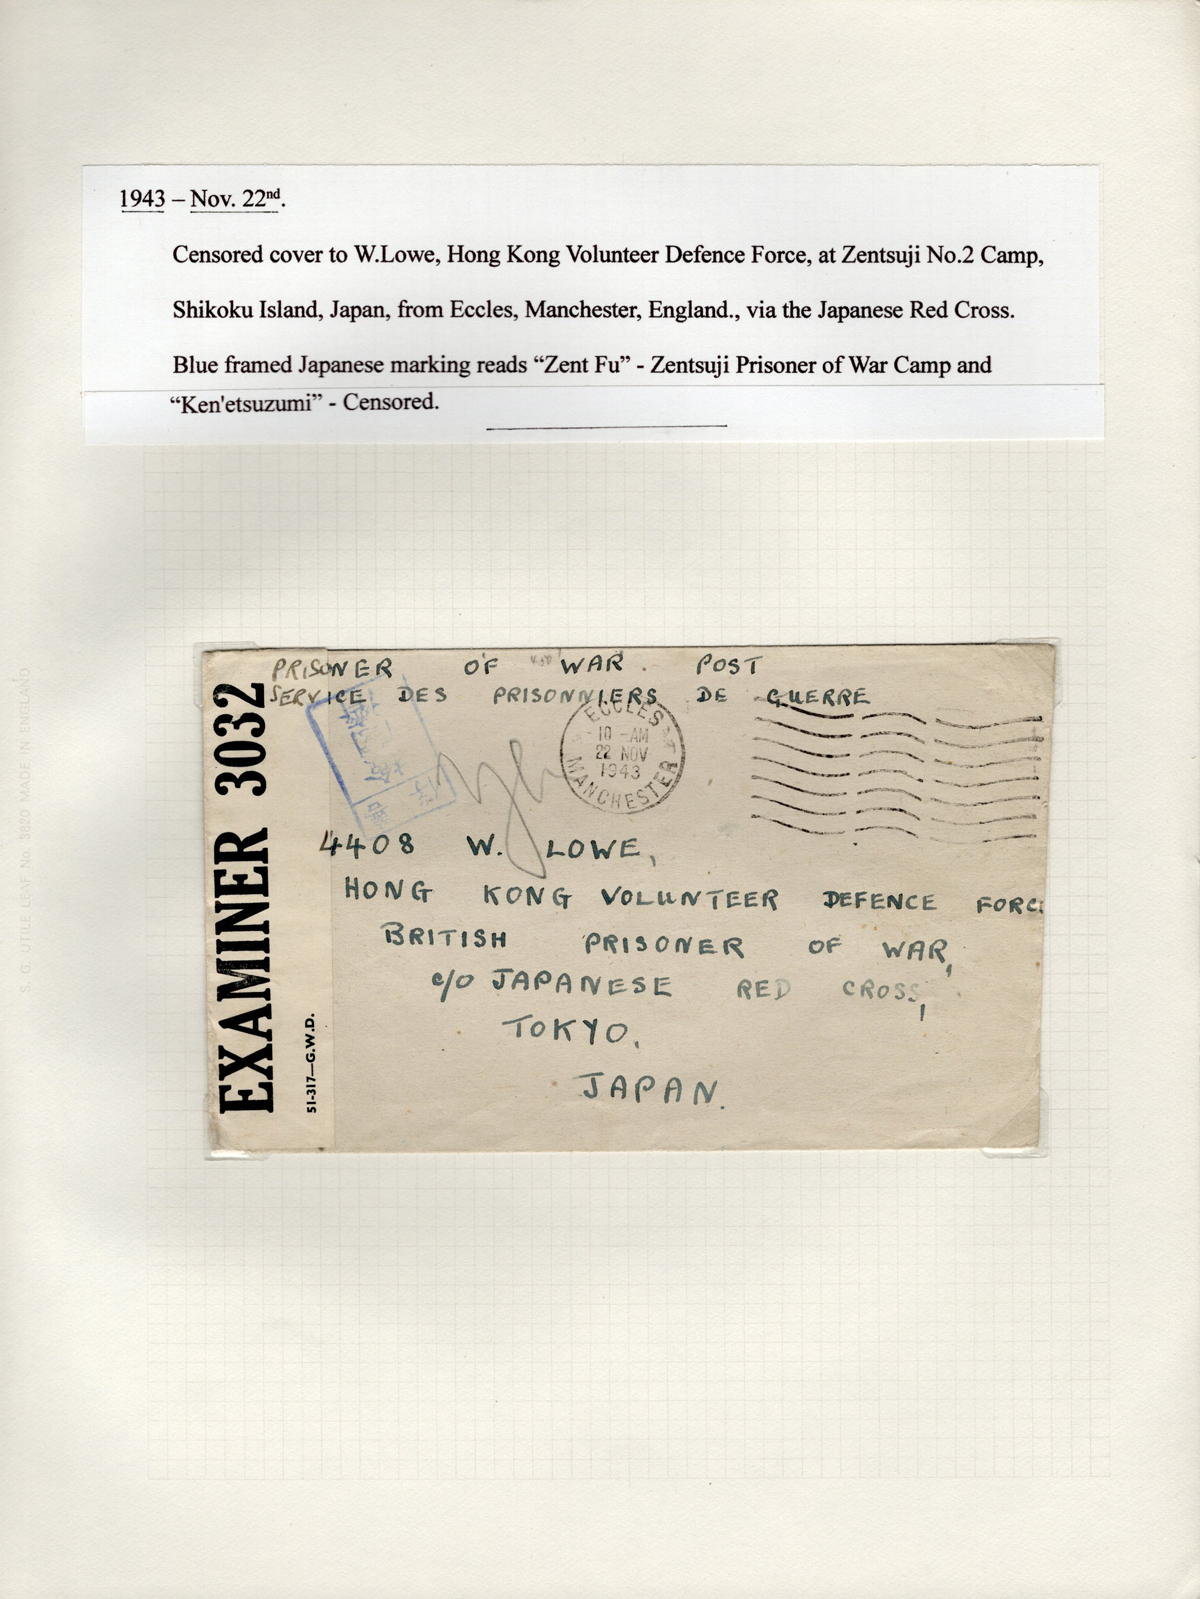 1943 – Nov. 22nd.
Censored cover to W.Lowe, Hong Kong Volunteer Defence Force, at Zentsuji No.2 Camp,
Shikoku Island, Japan, from Eccles, Manchester, England., via the Japanese Red Cross.
Blue framed Japanese marking reads “Zent Fu” - Zentsuji Prisoner of War Camp and
“Ken'etsuzumi” - Censored.
PRISONER OF WAR. POST
SERVICE DES PRISONNIERS DE GUERRE
ECCLES
10 - AM
22 NOV
1943
MANCHESTER
4408 W. LOWE,
HONG KONG VOLUNTEER DEFENCE FORCE
BRITISH PRISONER OF WAR,
c/o JAPANESE RED CROSS,
TOKYO,
JAPAN.
EXAMINER 3032
51-317—G.W.D.
S. G. UTILE LEAF No. 3820 MADE IN ENGLAND